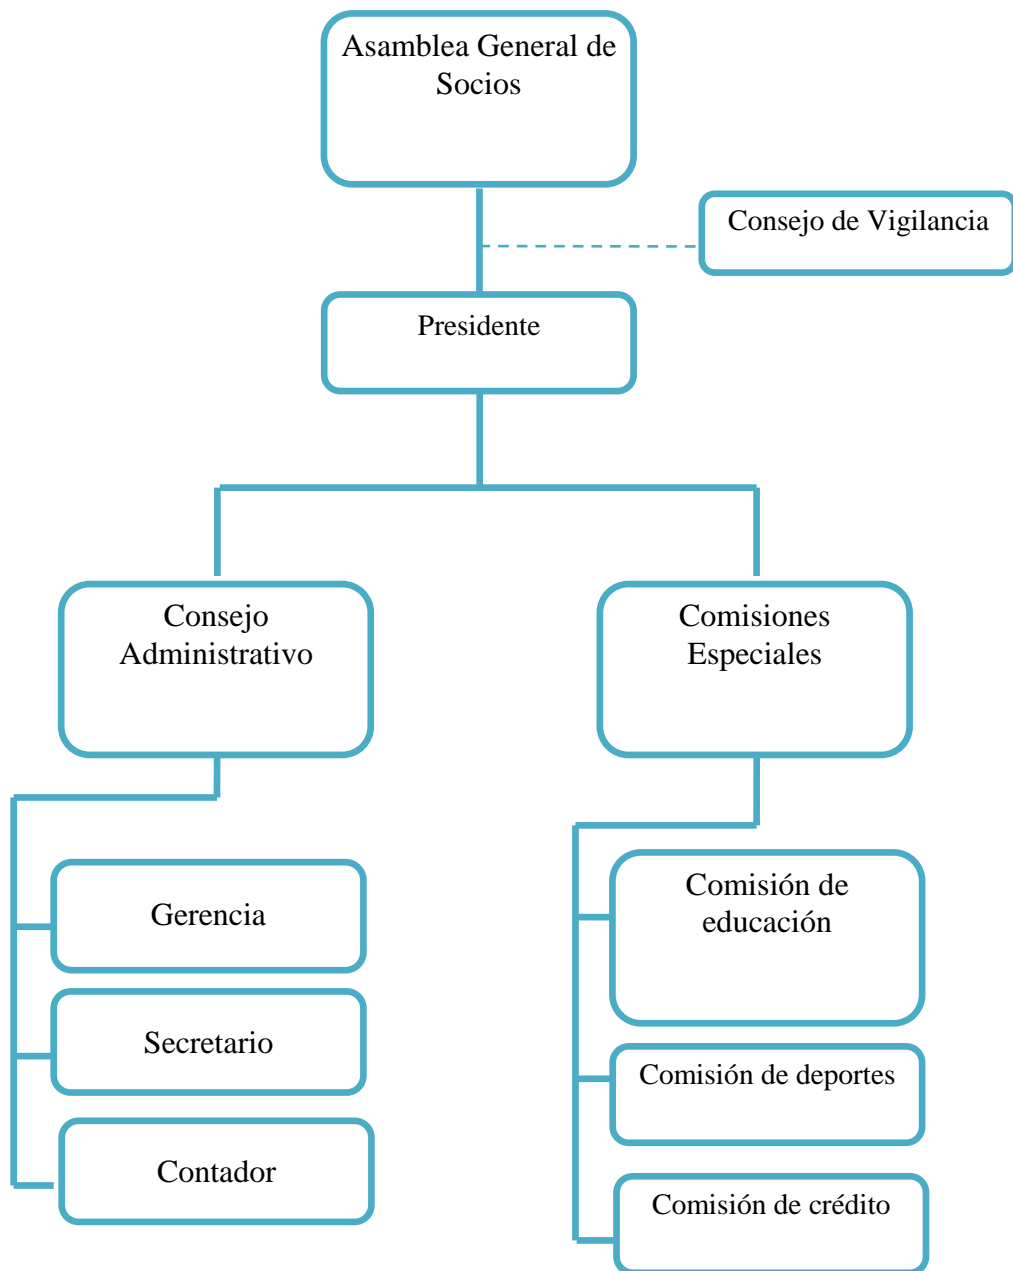 Asamblea General de
Socios
Consejo de Vigilancia
Presidente
Consejo
Administrativo
Comisiones
Especiales
Gerencia
Secretario
Contador
Comisión de
educación
Comisión de deportes
Comisión de crédito